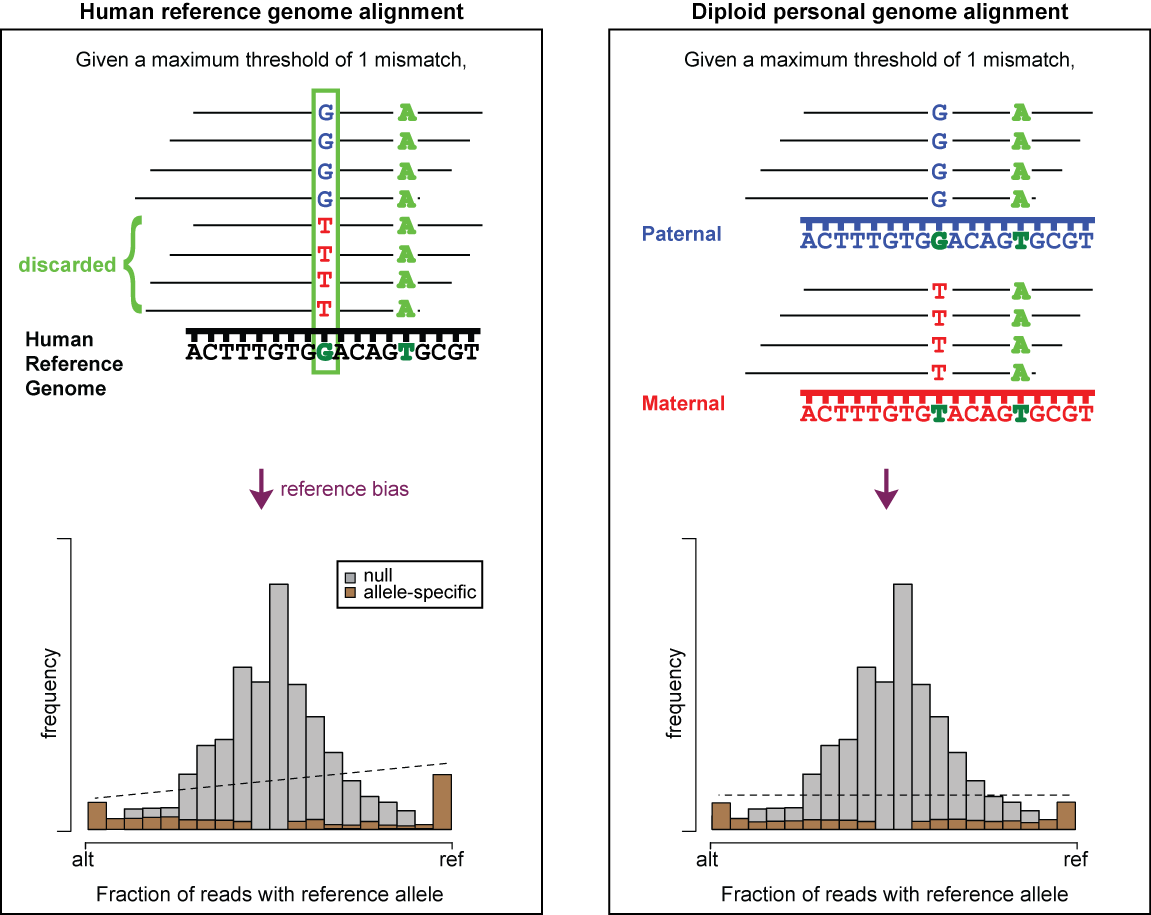 Human reference genome alignment
Given a maximum threshold of 1 mismatch,
G A
G A
G A
G A
T A
T A
T A
T A
discarded
Human
Reference
Genome
ACTTTGTGGACAGTGCGT
reference bias
null
allele-specific
frequency
alt ref
Fraction of reads with reference allele
Diploid personal genome alignment
Given a maximum threshold of 1 mismatch,
G A
G A
G A
G A
Paternal
ACTTTGTGGACAGTGCGT
T A
T A
T A
T A
Maternal
ACTTTGTGTACAGTGCGT
frequency
alt ref
Fraction of reads with reference allele